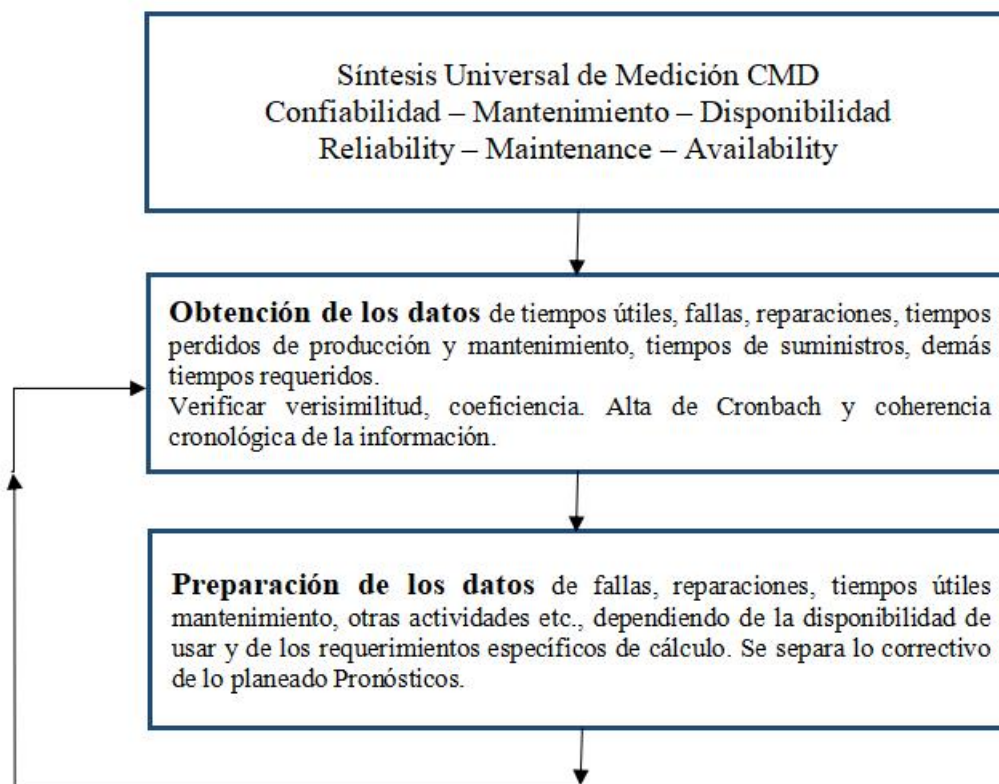 Síntesis Universal de Medición CMD
Confiabilidad – Mantenimiento – Disponibilidad
Reliability – Maintenance – Availability
Obtención de los datos de tiempos útiles, fallas, reparaciones, tiempos
perdidos de producción y mantenimiento, tiempos de suministros, demás
tiempos requeridos.
Verificar verisimilitud, coeficiencia. Alta de Cronbach y coherencia
cronológica de la información.
Preparación de los datos de fallas, reparaciones, tiempos útiles
mantenimiento, otras actividades etc., dependiendo de la disponibilidad de
usar y de los requerimientos específicos de cálculo. Se separa lo correctivo
de lo planeado Pronósticos.